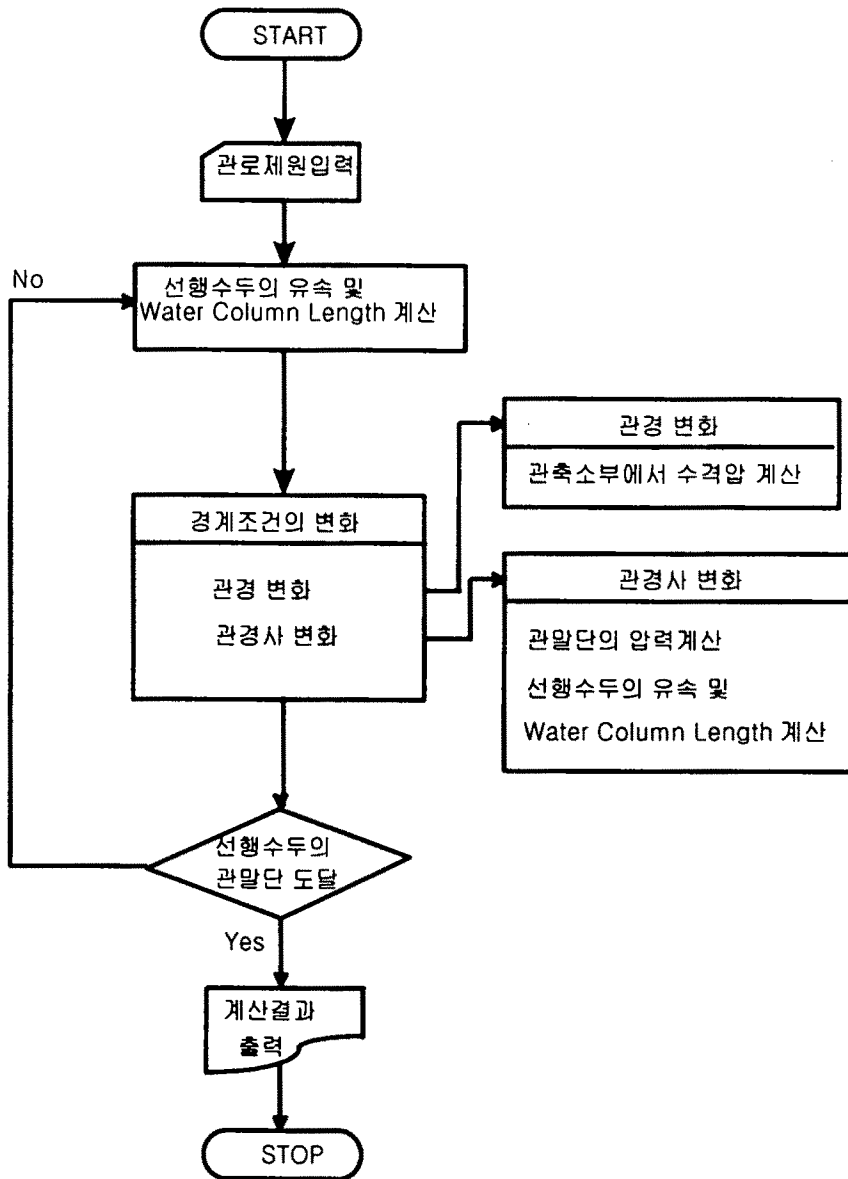 START
관로제원입력
No
선행수두의 유속 및
Water Column Length 계산
관경 변화
관축소부에서 수격압 계산
경계조건의 변화
관경 변화
관경사 변화
관경사 변화
관말단의 압력계산
선행수두의 유속 및
Water Column Length 계산
선행수두의
관말단 도달
Yes
계산결과
출력
STOP